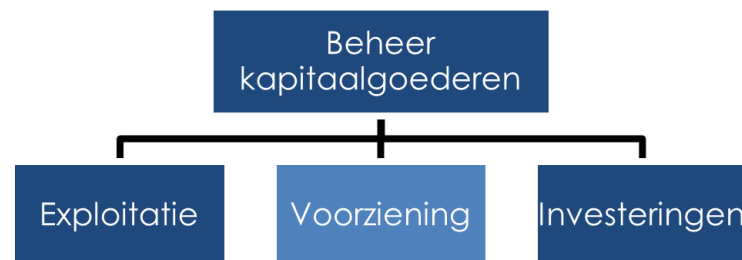 Beheer
kapitaalgoederen
Exploitatie
Voorziening
Investeringen